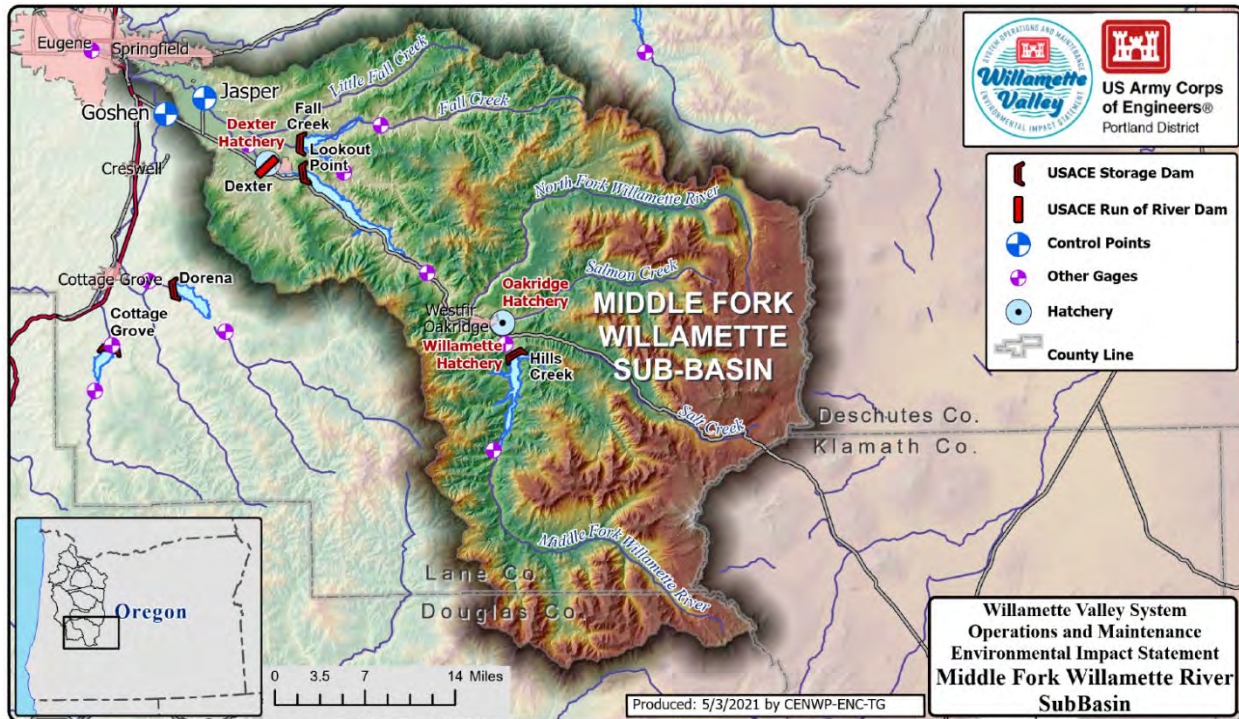 Eugene
Springfield
Jasper
Goshen
Creswell
Little Fall Creek
Fall Creek
Fall
Creek
Dexter
Hatchery
Lookout
Point
Dexter
North Fork Willamette River
Cottage Grove
Dorena
Cottage
Grove
Salmon Creek
Oakridge
Hatchery
Westfir
Oakridge
Willamette
Hatchery
Hills
Creek
MIDDLE FORK
WILLAMETTE
SUB-BASIN
Salt Creek
Deschutes Co.
Klamath Co.
Middle Fork Willamette River
Lane Co.
Douglas Co.
SYSTEM OPERATIONS AND MAINTENANCE
Willamette
Valley
ENVIRONMENTAL IMPACT STATEMENT
US Army Corps
of Engineers®
Portland District
USACE Storage Dam
USACE Run of River Dam
Control Points
Other Gages
Hatchery
County Line
Oregon
0 3.5 7 14 Miles
Produced: 5/3/2021 by CENWP-ENC-TG
Willamette Valley System
Operations and Maintenance
Environmental Impact Statement
Middle Fork Willamette River
SubBasin